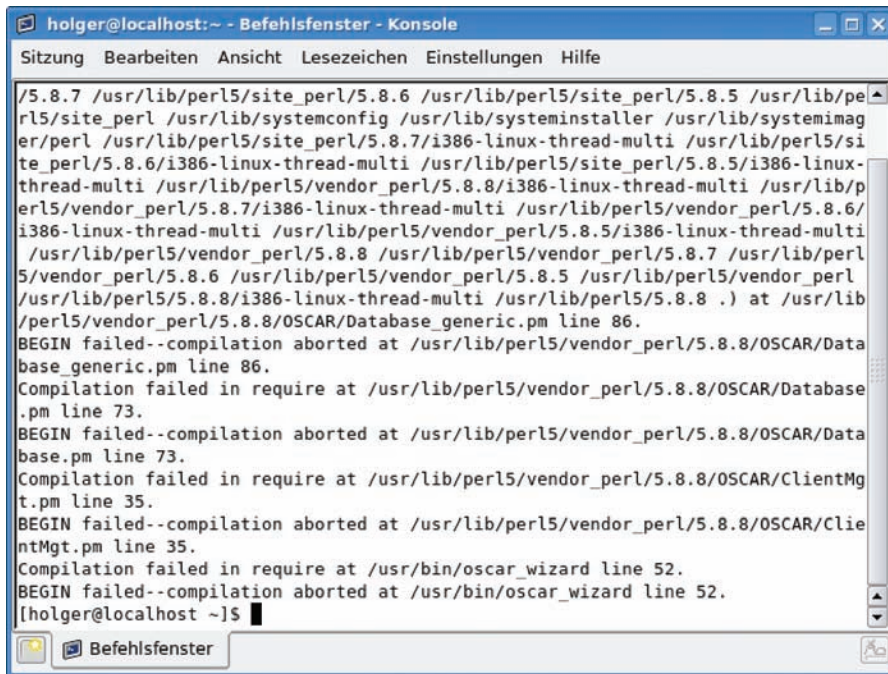 holger@localhost:~ - Befehlsfenster - Konsole
Sitzung Bearbeiten Ansicht Lesezeichen Einstellungen Hilfe
/5.8.7 /usr/lib/perl5/site_perl/5.8.6 /usr/lib/perl5/site_perl/5.8.5 /usr/lib/pe
rl5/site_perl /usr/lib/systemconfig /usr/lib/systeminstaller /usr/lib/systemimag
er/perl /usr/lib/perl5/site_perl/5.8.7/i386-linux-thread-multi /usr/lib/perl5/si
te_perl/5.8.6/i386-linux-thread-multi /usr/lib/perl5/site_perl/5.8.5/i386-linux-
thread-multi /usr/lib/perl5/vendor_perl/5.8.8/i386-linux-thread-multi /usr/lib/p
erl5/vendor_perl/5.8.7/i386-linux-thread-multi /usr/lib/perl5/vendor_perl/5.8.6/
i386-linux-thread-multi /usr/lib/perl5/vendor_perl/5.8.5/i386-linux-thread-multi
 /usr/lib/perl5/vendor_perl/5.8.8 /usr/lib/perl5/vendor_perl/5.8.7 /usr/lib/perl
5/vendor_perl/5.8.6 /usr/lib/perl5/vendor_perl/5.8.5 /usr/lib/perl5/vendor_perl
/usr/lib/perl5/5.8.8/i386-linux-thread-multi /usr/lib/perl5/5.8.8 .) at /usr/lib
/perl5/vendor_perl/5.8.8/OSCAR/Database_generic.pm line 86.
BEGIN failed--compilation aborted at /usr/lib/perl5/vendor_perl/5.8.8/OSCAR/Data
base_generic.pm line 86.
Compilation failed in require at /usr/lib/perl5/vendor_perl/5.8.8/OSCAR/Database
.pm line 73.
BEGIN failed--compilation aborted at /usr/lib/perl5/vendor_perl/5.8.8/OSCAR/Data
base.pm line 73.
Compilation failed in require at /usr/lib/perl5/vendor_perl/5.8.8/OSCAR/ClientMg
t.pm line 35.
BEGIN failed--compilation aborted at /usr/lib/perl5/vendor_perl/5.8.8/OSCAR/Clie
ntMgt.pm line 35.
Compilation failed in require at /usr/bin/oscar_wizard line 52.
BEGIN failed--compilation aborted at /usr/bin/oscar_wizard line 52.
[holger@localhost ~]$
Befehlsfenster